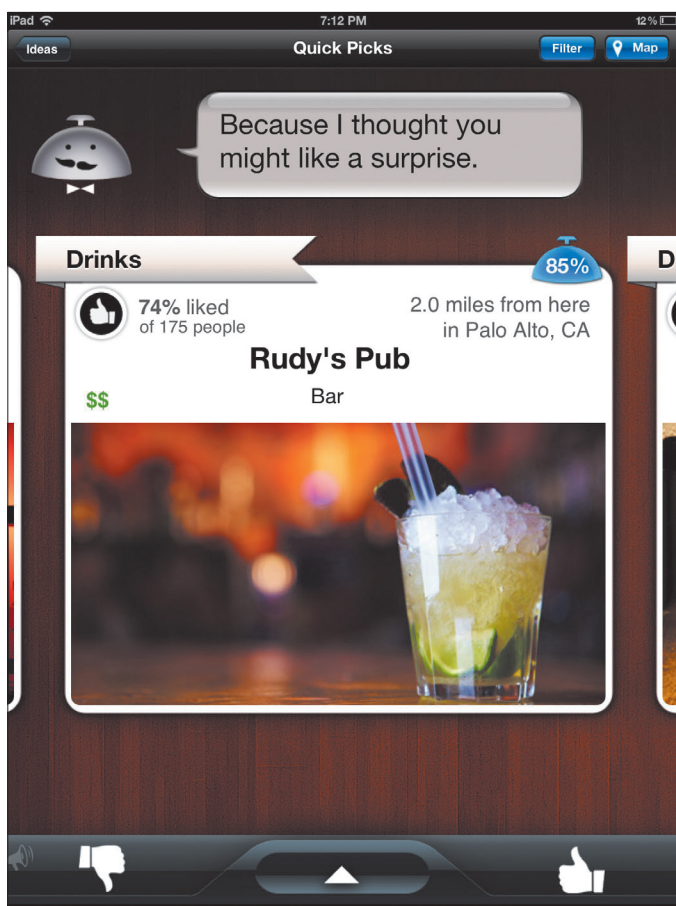 iPad 7:12 PM 12%
Ideas Quick Picks Filter Map
Because I thought you
might like a surprise.
Drinks
85%
D
74% liked
of 175 people
2.0 miles from here
in Palo Alto, CA
Rudy's Pub
$$
Bar